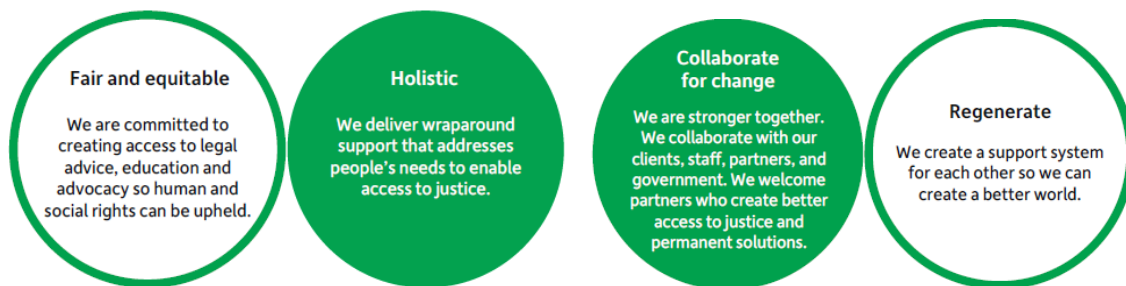 Fair and equitable
We are committed to
creating access to legal
advice, education and
advocacy so human and
social rights can be upheld.
Holistic
We deliver wraparound
support that addresses
people's needs to enable
access to justice.
Collaborate
for change
We are stronger together.
We collaborate with our
clients, staff, partners, and
government. We welcome
partners who create better
access to justice and
permanent solutions.
Regenerate
We create a support system
for each other so we can
create a better world.